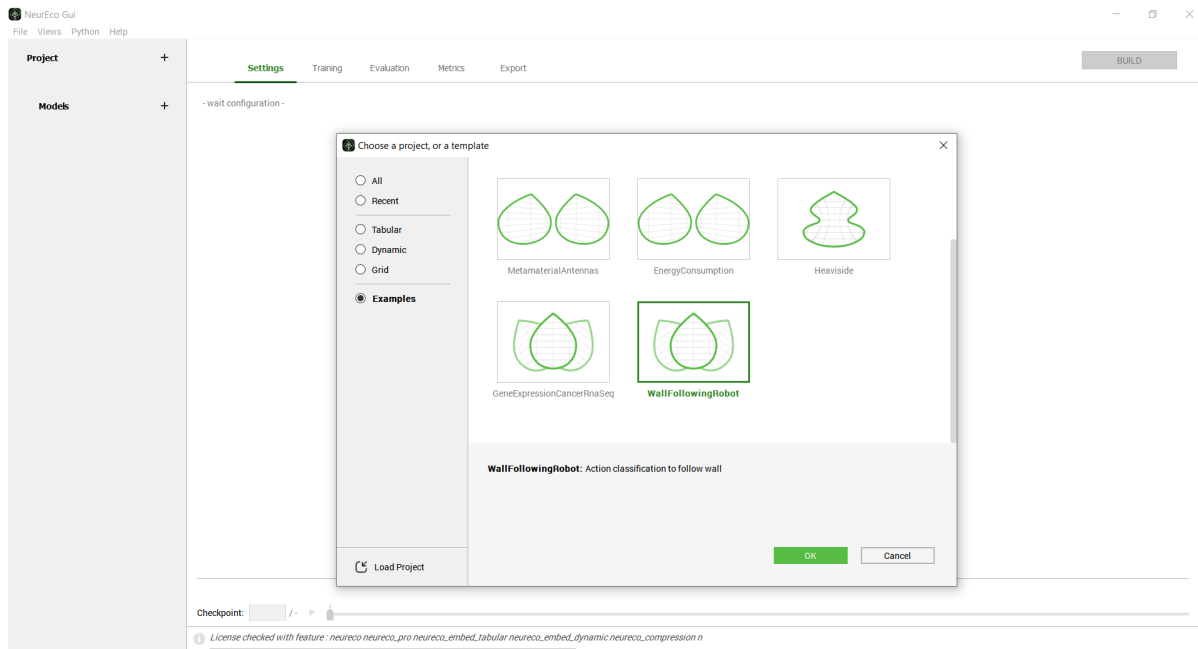 NeurEco Gui
File Views Python Help
Project +
Models +
Settings Training Evaluation Metrics Export
BUILD
- wait configuration -
Choose a project, or a template
All
Recent
Tabular
Dynamic
Grid
Examples
Load Project
MetamaterialAntennas EnergyConsumption Heaviside
GeneExpressionCancerRnaSeq WallFollowingRobot
WallFollowingRobot: Action classification to follow wall
OK Cancel
Checkpoint: / -
License checked with feature : neureco neureco_pro neureco_embed_tabular neureco_embed_dynamic neureco_compression n